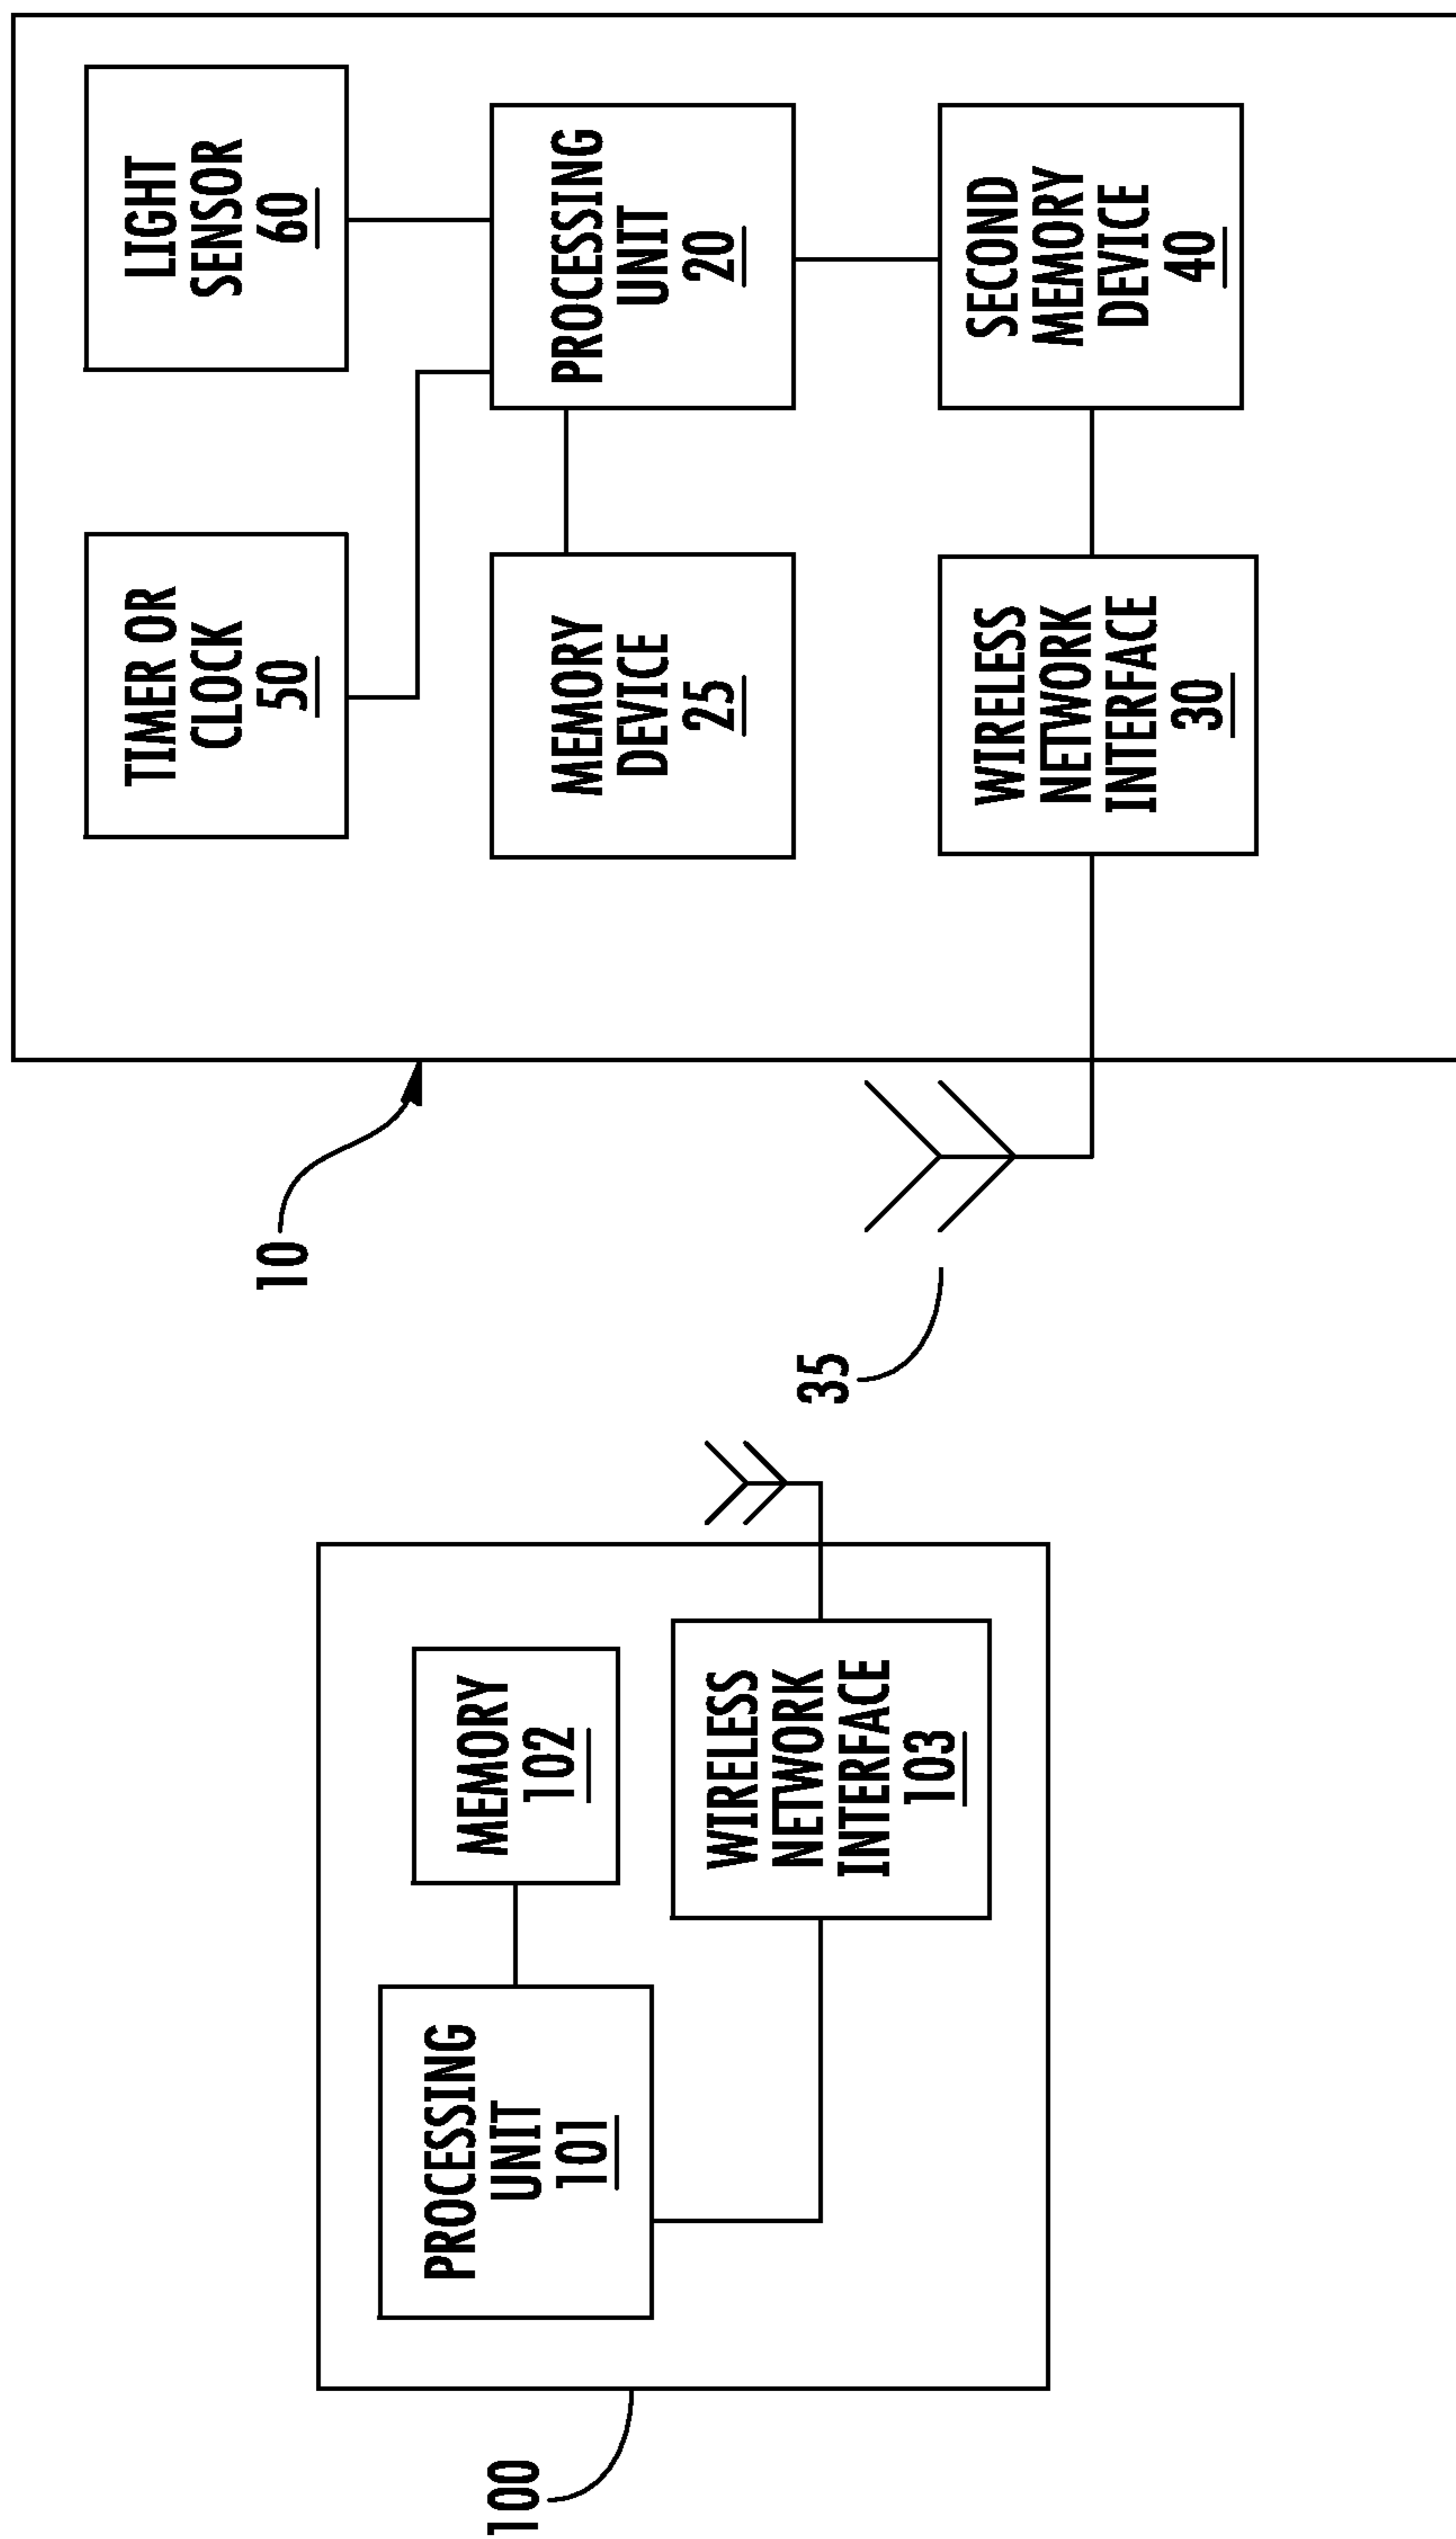 100
PROCESSING
UNIT
101
MEMORY
102
WIRELESS
NETWORK
INTERFACE
103
35
10
TIMER OR
CLOCK
50
LIGHT
SENSOR
60
MEMORY
DEVICE
25
PROCESSING
UNIT
20
WIRELESS
NETWORK
INTERFACE
30
SECOND
MEMORY
DEVICE
40